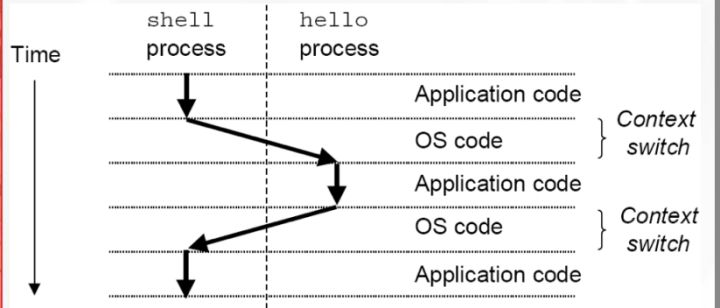 shell
process
hello
process
Time
Application code
OS code
Context
switch
Application code
OS code
Context
switch
Application code